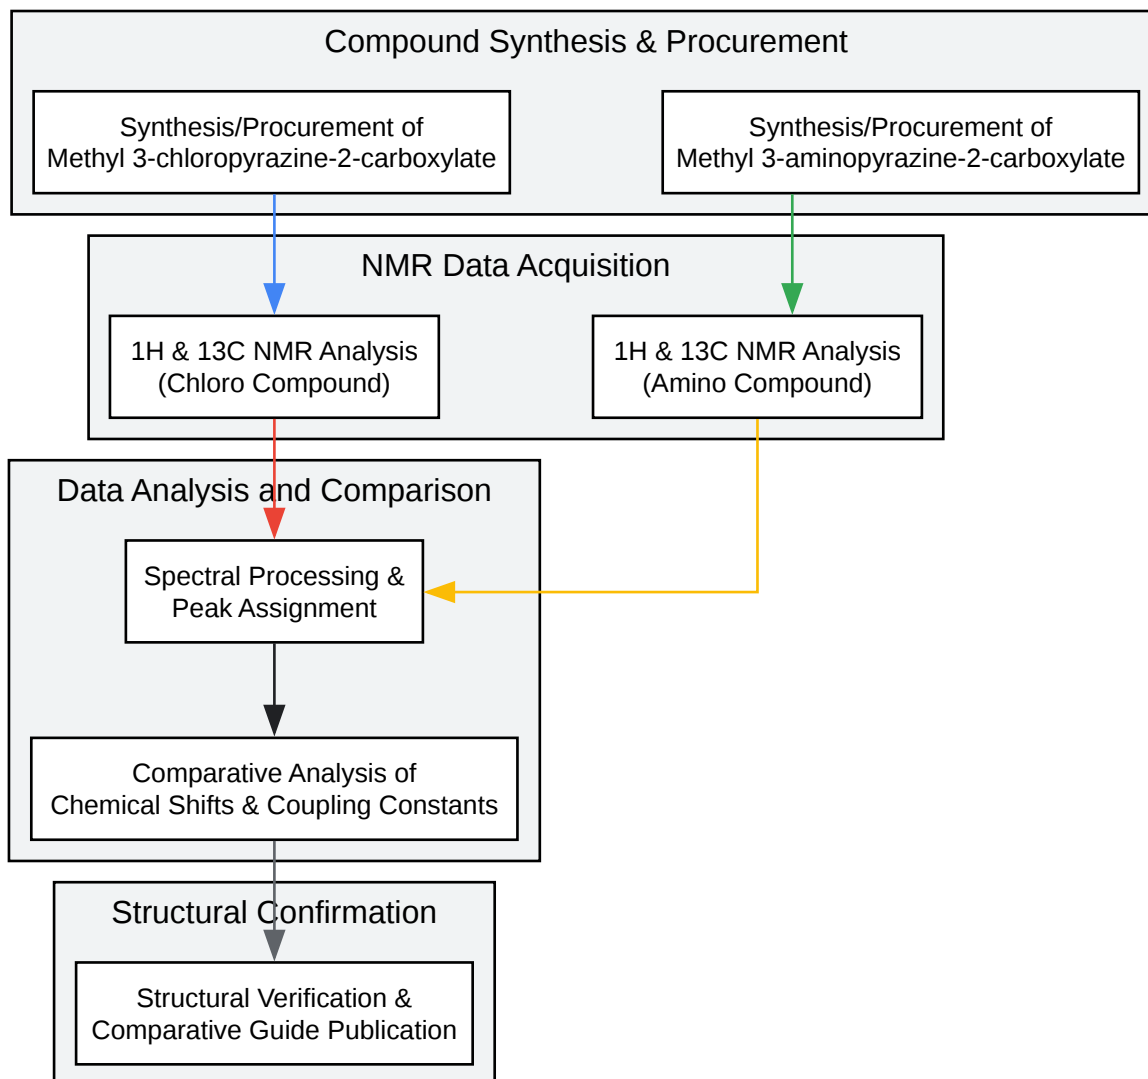 Compound Synthesis & Procurement
Synthesis/Procurement of
Methyl 3-chloropyrazine-2-carboxylate
Synthesis/Procurement of
Methyl 3-aminopyrazine-2-carboxylate
NMR Data Acquisition
1H & 13C NMR Analysis
(Chloro Compound)
1H & 13C NMR Analysis
(Amino Compound)
Data Analysis and Comparison
Spectral Processing &
Peak Assignment
Comparative Analysis of
Chemical Shifts & Coupling Constants
Structural Confirmation
Structural Verification &
Comparative Guide Publication